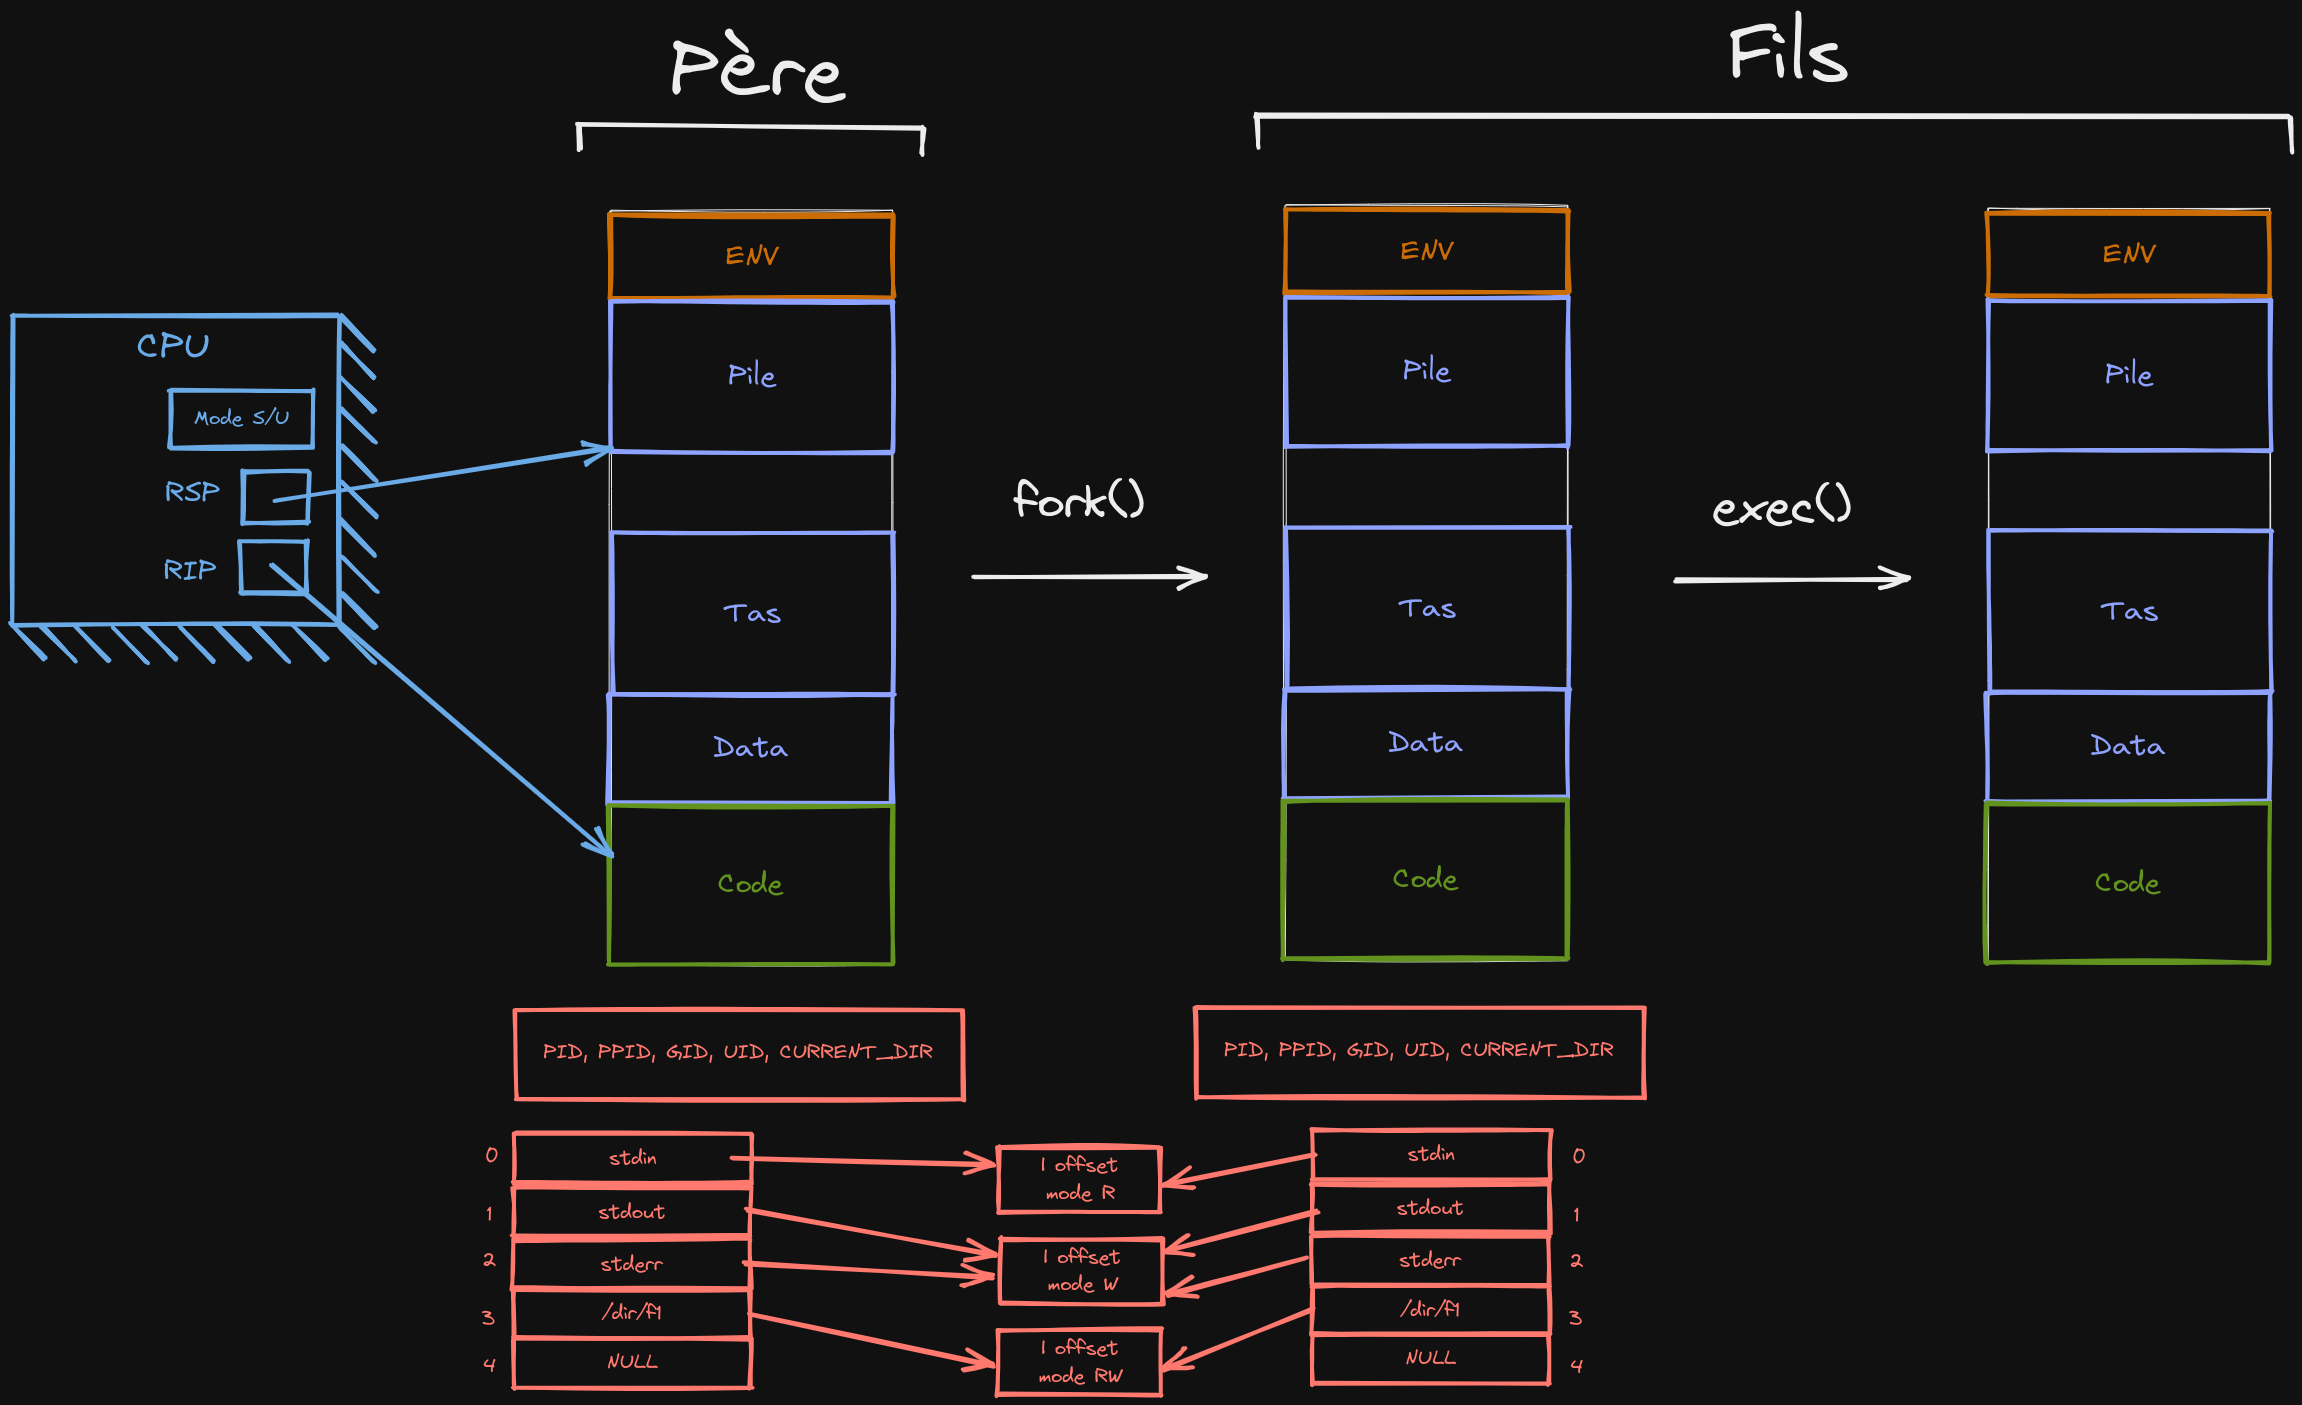 Père
Fils
CPU
Mode S/U
RSP
RIP
ENV
Pile
Tas
Data
Code
fork()
ENV
Pile
Tas
Data
Code
exec()
ENV
Pile
Tas
Data
Code
PID, PPID, GID, UID, CURRENT_DIR
PID, PPID, GID, UID, CURRENT_DIR
0
stdin
1
stdout
2
stderr
3
/dir/f1
4
NULL
1 offset
mode R
1 offset
mode W
1 offset
mode RW
stdin
0
stdout
1
stderr
2
/dir/f1
3
NULL
4